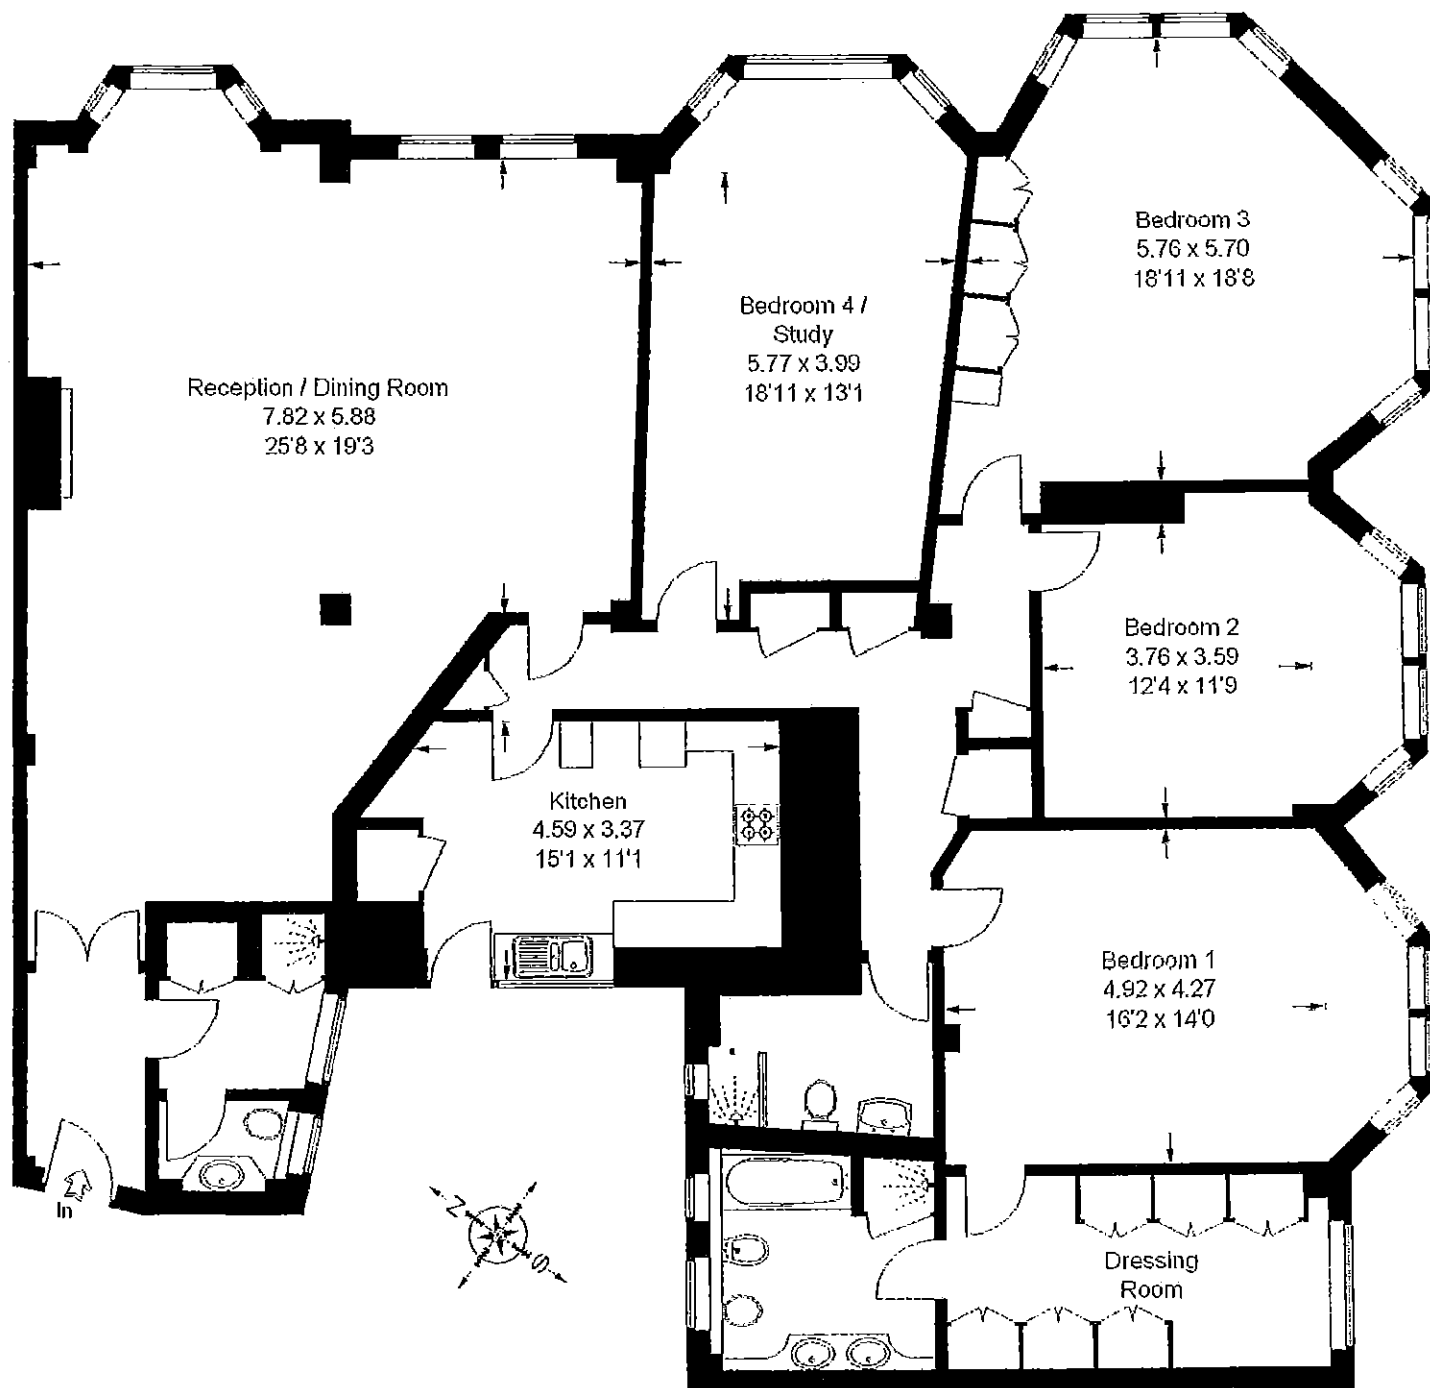 Reception / Dining Room
7.82 x 5.88
25'8 x 19'3
Bedroom 4 /
Study
5.77 x 3.99
18'11 x 13'1
Bedroom 3
5.76 x 5.70
18'11 x 18'8
Bedroom 2
3.76 x 3.59
12'4 x 11'9
Kitchen
4.59 x 3.37
15'1 x 11'1
Bedroom 1
4.92 x 4.27
16'2 x 14'0
Dressing
Room
In
N
S